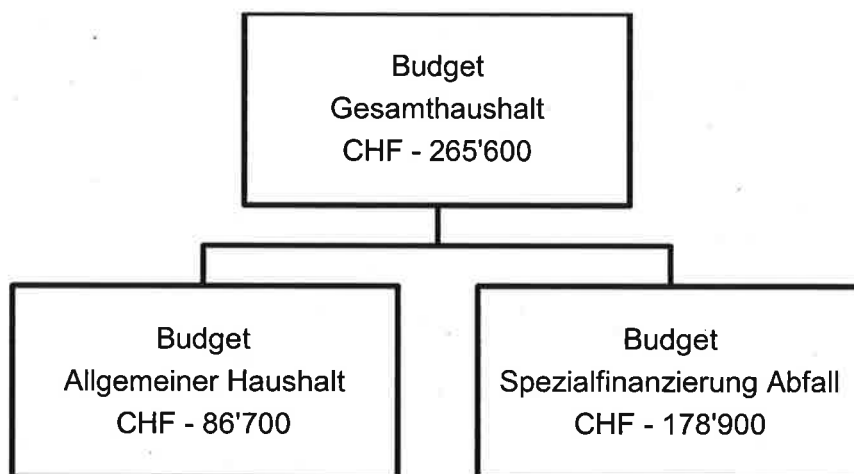 Budget
Gesamthaushalt
CHF - 265'600
Budget
Allgemeiner Haushalt
CHF - 86'700
Budget
Spezialfinanzierung Abfall
CHF - 178'900